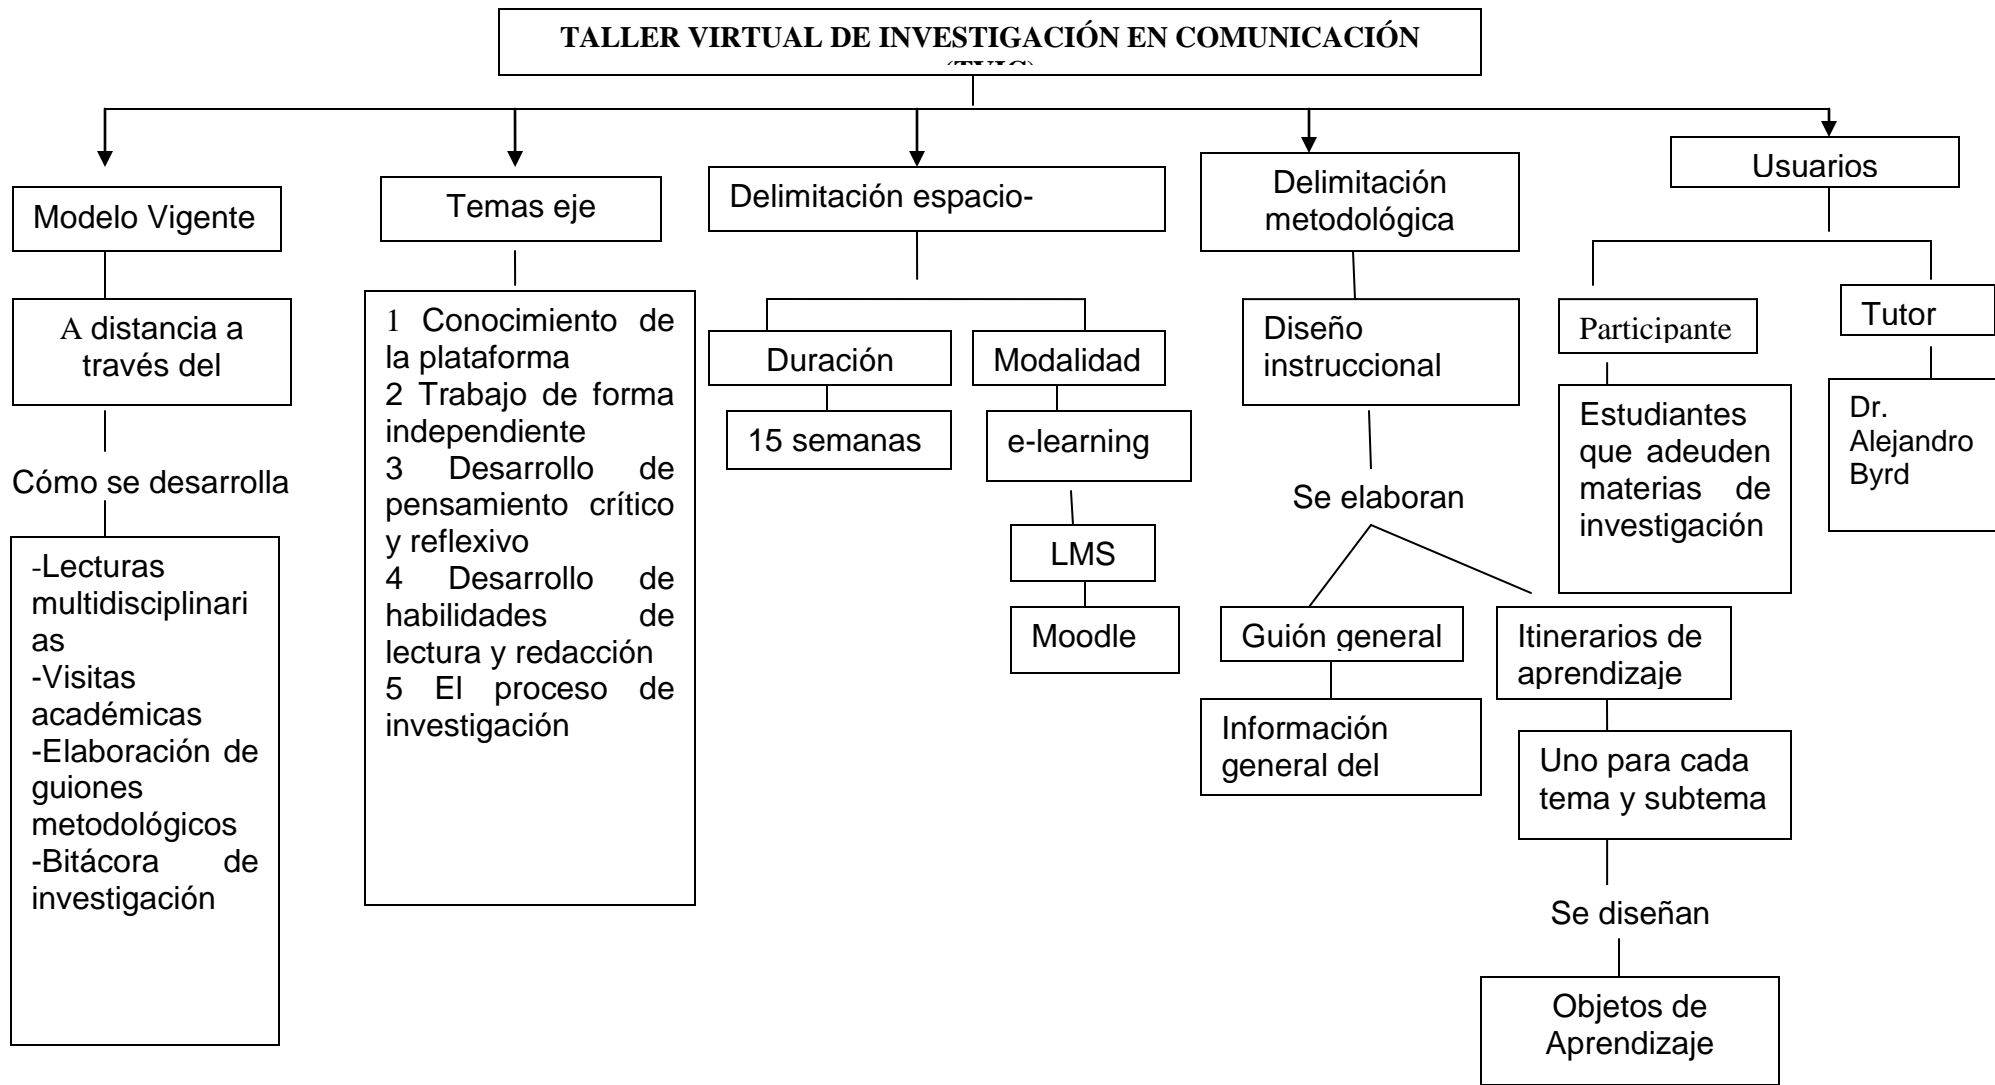 TALLER VIRTUAL DE INVESTIGACIÓN EN COMUNICACIÓN
Modelo Vigente
A distancia a
través del
Cómo se desarrolla
-Lecturas
multidisciplinari
as
-Visitas
académicas
-Elaboración de
guiones
metodológicos
-Bitácora de
investigación
Temas eje
1 Conocimiento de
la plataforma
2 Trabajo de forma
independiente
3 Desarrollo de
pensamiento crítico
y reflexivo
4 Desarrollo de
habilidades de
lectura y redacción
5 El proceso de
investigación
Delimitación espacio-
Duración
15 semanas
Modalidad
e-learning
LMS
Moodle
Delimitación
metodológica
Diseño
instruccional
Se elaboran
Guión general
Información
general del
Itinerarios de
aprendizaje
Uno para cada
tema y subtema
Se diseñan
Objetos de
Aprendizaje
Usuarios
Participante
Estudiantes
que adeuden
materias de
investigación
Tutor
Dr.
Alejandro
Byrd